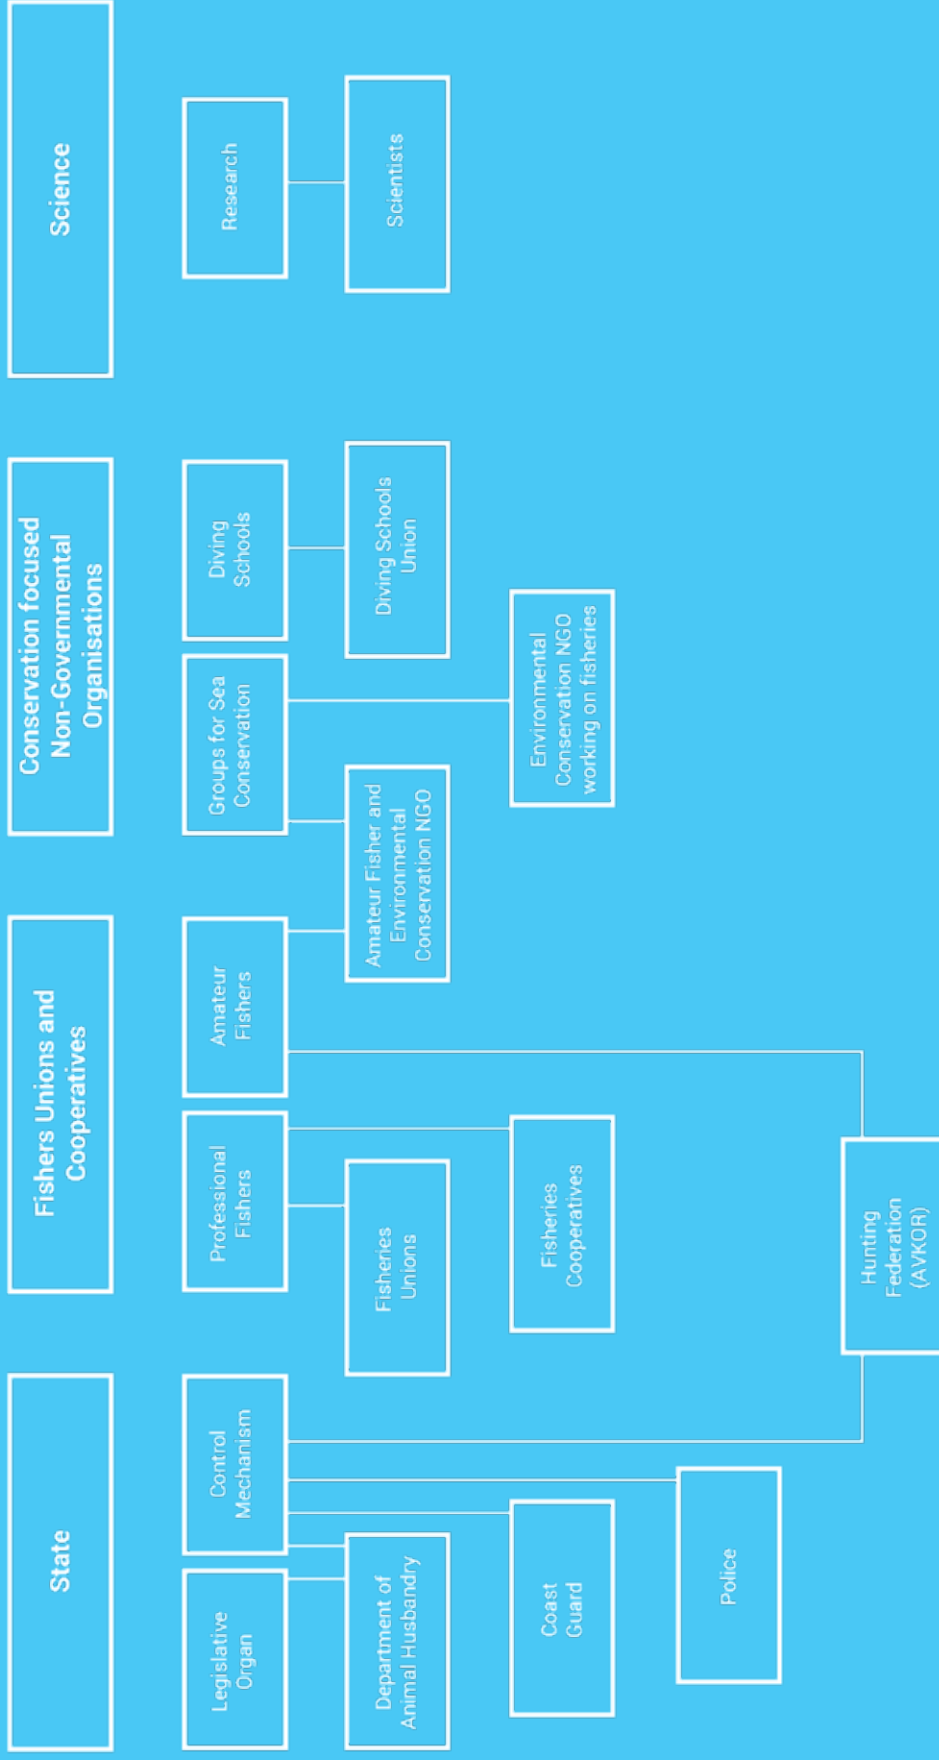 State
Fishers Unions and
Cooperatives
Conservation focused
Non-Governmental
Organisations
Science
Legislative
Organ
Control
Mechanism
Professional
Fishers
Amateur
Fishers
Groups for Sea
Conservation
Diving
Schools
Research
Department of
Animal Husbandry
Fisheries
Unions
Amateur Fisher and
Environmental
Conservation NGO
Diving Schools
Union
Scientists
Coast
Guard
Fisheries
Cooperatives
Environmental
Conservation NGO
working on fisheries
Police
Hunting
Federation
(AVKOR)